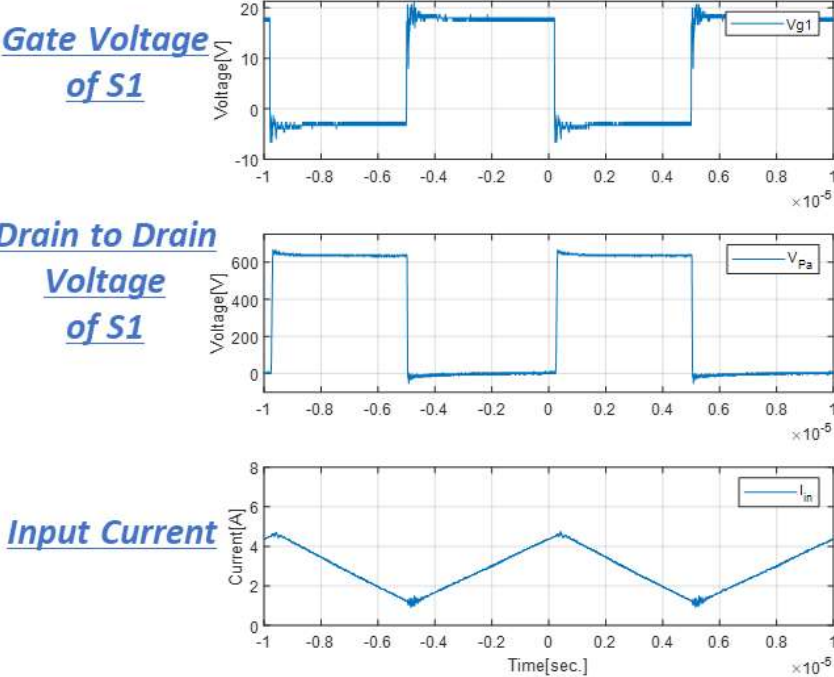 Gate Voltage
of S1
Voltage[V]
20
10
0
-10
Vg1
-1 -0.8 -0.6 -0.4 -0.2 0 0.2 0.4 0.6 0.8 1
×10-5
Drain to Drain
Voltage
of S1
Voltage[V]
600
400
200
0
VPa
-1 -0.8 -0.6 -0.4 -0.2 0 0.2 0.4 0.6 0.8 1
×10-5
Input Current
Current[A]
8
6
4
2
0
Iin
-1 -0.8 -0.6 -0.4 -0.2 0 0.2 0.4 0.6 0.8 1
Time[sec.]
×10-5